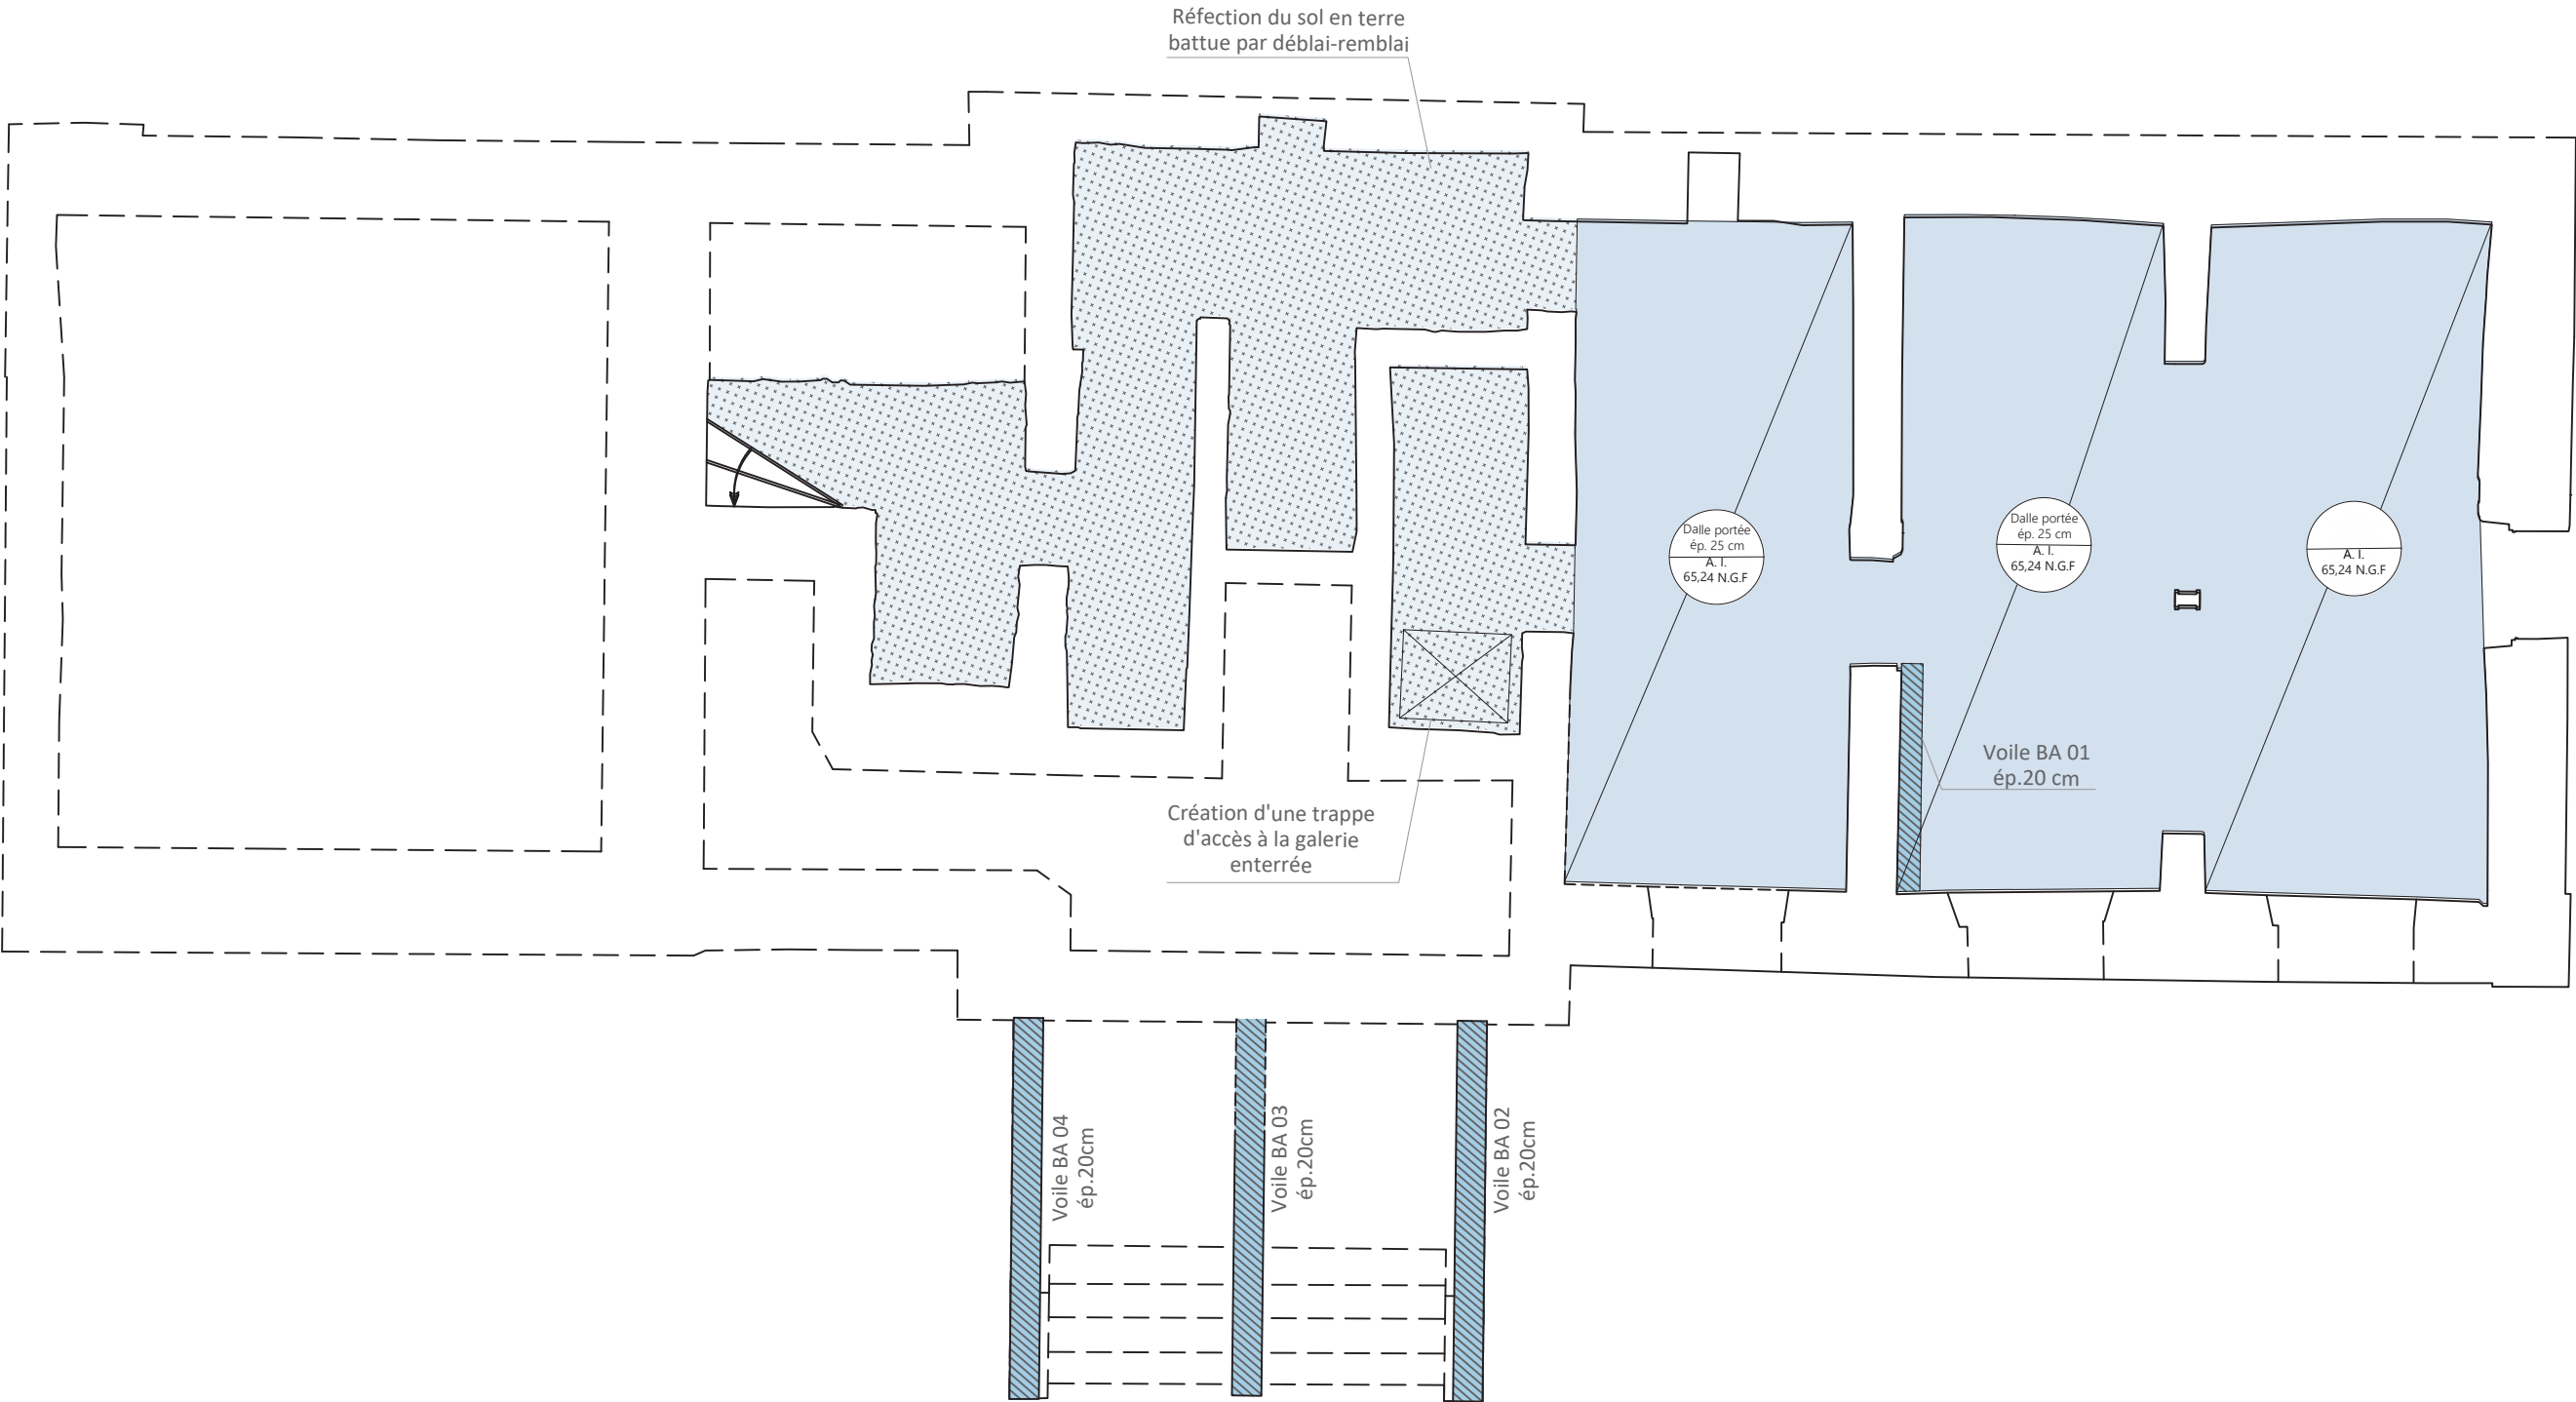 Réfection du sol en terre
battue par déblai-remblai
Dalle portée
ép. 25 cm
A. I.
65,24 N.G.F
Dalle portée
ép. 25 cm
A. I.
65,24 N.G.F
A. I.
65,24 N.G.F
Voile BA 01
ép.20 cm
Création d'une trappe
d'accès à la galerie
enterrée
Voile BA 04
ép.20cm
Voile BA 03
ép.20cm
Voile BA 02
ép.20cm